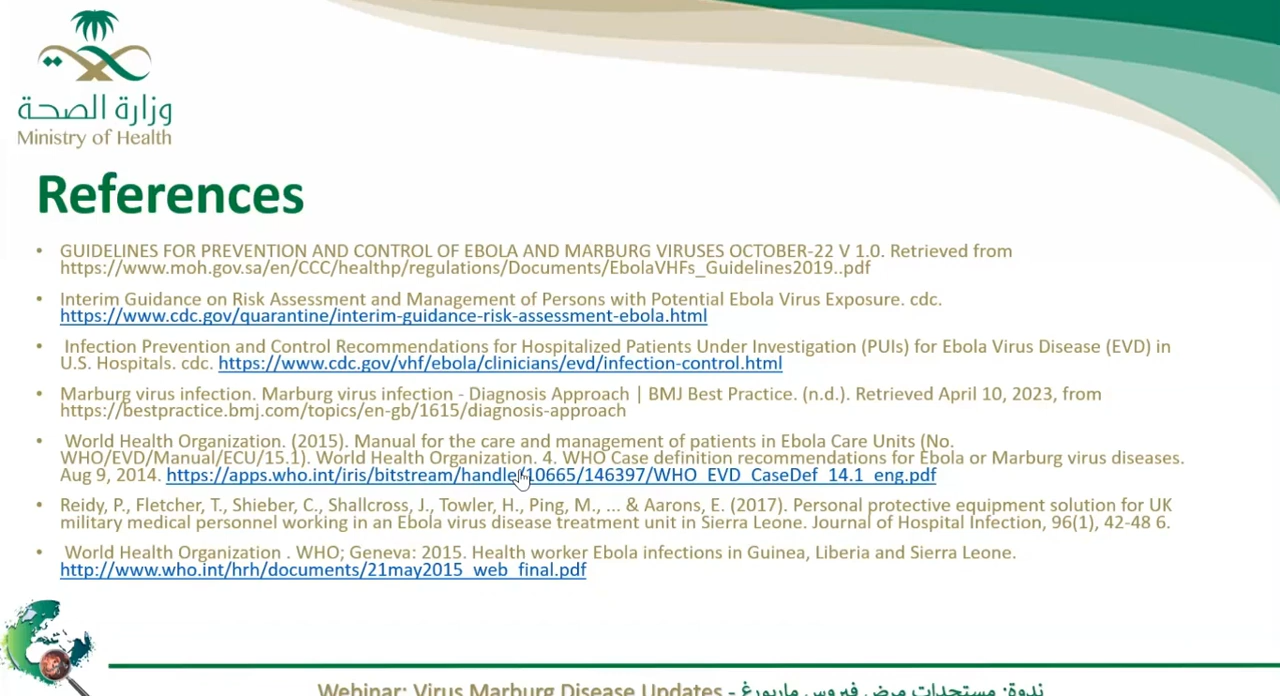 وزارة الصحة
Ministry of Health
References
• GUIDELINES FOR PREVENTION AND CONTROL OF EBOLA AND MARBURG VIRUSES OCTOBER-22 V 1.0. Retrieved from
https://www.moh.gov.sa/en/CCC/healthp/regulations/Documents/EbolaVHFs_Guidelines2019..pdf
• Interim Guidance on Risk Assessment and Management of Persons with Potential Ebola Virus Exposure. cdc.
https://www.cdc.gov/quarantine/interim-guidance-risk-assessment-ebola.html
• Infection Prevention and Control Recommendations for Hospitalized Patients Under Investigation (PUIs) for Ebola Virus Disease (EVD) in
U.S. Hospitals. cdc. https://www.cdc.gov/vhf/ebola/clinicians/evd/infection-control.html
• Marburg virus infection. Marburg virus infection - Diagnosis Approach | BMJ Best Practice. (n.d.). Retrieved April 10, 2023, from
https://bestpractice.bmj.com/topics/en-gb/1615/diagnosis-approach
• World Health Organization. (2015). Manual for the care and management of patients in Ebola Care Units (No.
WHO/EVD/Manual/ECU/15.1). World Health Organization. 4. WHO Case definition recommendations for Ebola or Marburg virus diseases.
Aug 9, 2014. https://apps.who.int/iris/bitstream/handle/10665/146397/WHO_EVD_CaseDef_14.1_eng.pdf
• Reidy, P., Fletcher, T., Shieber, C., Shallcross, J., Towler, H., Ping, M., ... & Aarons, E. (2017). Personal protective equipment solution for UK
military medical personnel working in an Ebola virus disease treatment unit in Sierra Leone. Journal of Hospital Infection, 96(1), 42-48 6.
• World Health Organization . WHO; Geneva: 2015. Health worker Ebola infections in Guinea, Liberia and Sierra Leone.
http://www.who.int/hrh/documents/21may2015_web_final.pdf
Webinar: Virus Marburg Disease Updates - ندوة: مستجدات مرض فيروس ماربورغ